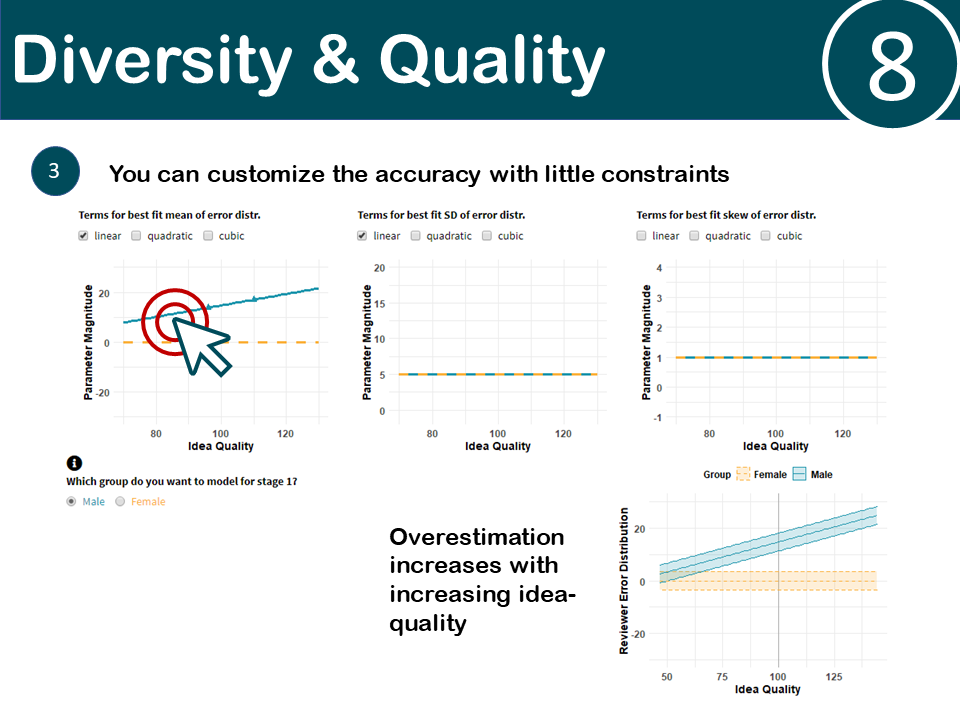 Diversity & Quality
8
3
You can customize the accuracy with little constraints
Terms for best fit mean of error distr.
linear quadratic cubic
Parameter Magnitude
20
0
-20
80 100 120
Idea Quality
Terms for best fit SD of error distr.
linear quadratic cubic
Parameter Magnitude
20
15
10
5
0
80 100 120
Idea Quality
Terms for best fit skew of error distr.
linear quadratic cubic
Parameter Magnitude
4
3
2
1
0
-1
80 100 120
Idea Quality
Which group do you want to model for stage 1?
Male Female
Overestimation
increases with
increasing idea-
quality
Group Female Male
Reviewer Error Distribution
20
0
-20
50 75 100 125
Idea Quality